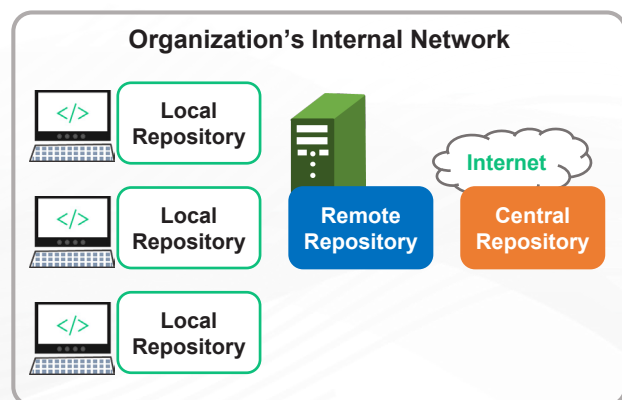 Organization’s Internal Network
</>
Local
Repository
</>
Local
Repository
</>
Local
Repository
Remote
Repository
Internet
Central
Repository